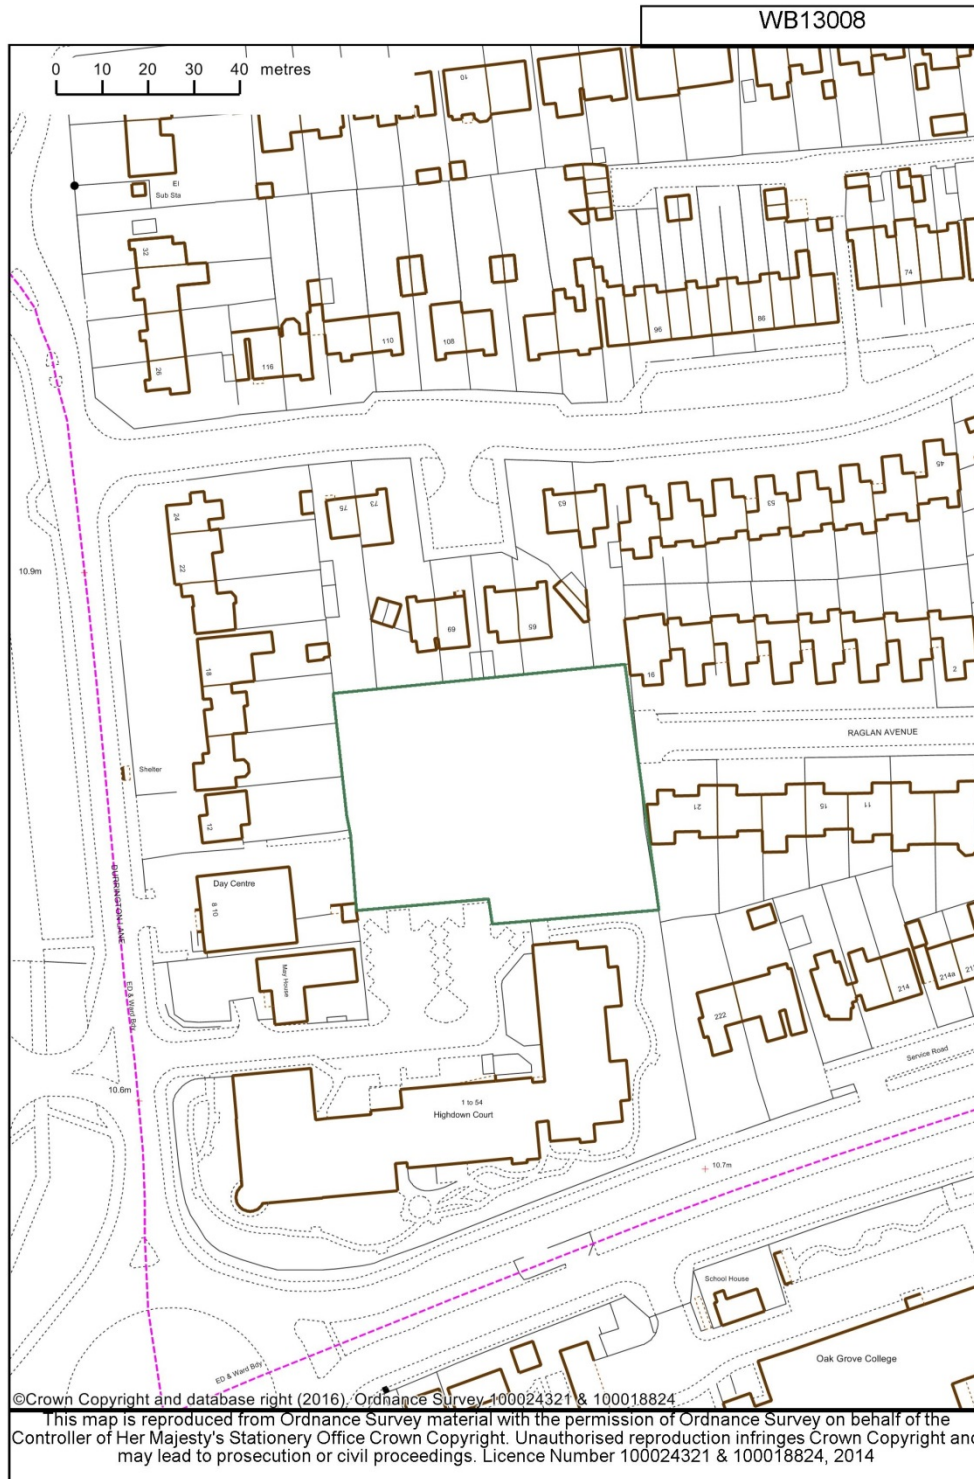 WB13008
0 10 20 30 40 metres
10
El
Sub Sta
32
74
96
86
110
108
116
26
45
24
75
73
63
53
22
10.9m
69
65
18
16
2
RAGLAN AVENUE
Shelter
21
15
11
12
Day Centre
8 10
DURRINGTON LANE
May House
ED & Ward Bdy
222
214
214a
Service Road
10.6m
1 to 54
Highdown Court
10.7m
School House
Oak Grove College
ED & Ward Bdy
©Crown Copyright and database right (2016). Ordnance Survey 100024321 & 100018824
This map is reproduced from Ordnance Survey material with the permission of Ordnance Survey on behalf of the
Controller of Her Majesty's Stationery Office Crown Copyright. Unauthorised reproduction infringes Crown Copyright and
may lead to prosecution or civil proceedings. Licence Number 100024321 & 100018824, 2014